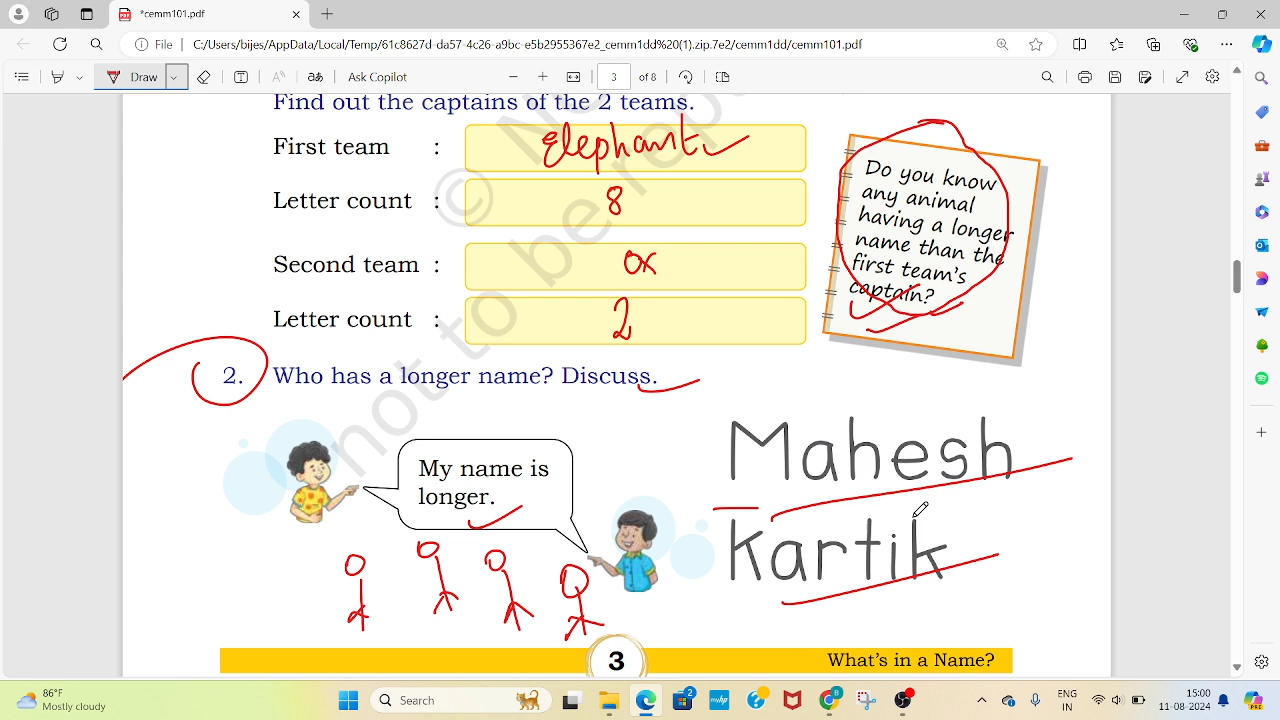 *cemm101.pdf
File
C:/Users/bijes/AppData/Local/Temp/61c8627d-da57-4c26-a9bc-e5b2955367e2_cemm1dd%20(1).zip.7e2/cemm1dd/cemm101.pdf
Draw
Ask Copilot
3 of 8
Find out the captains of the 2 teams.
First team : Elephant
Letter count : 8
Second team : ox
Letter count : 2
Do you know
any animal
having a longer
name than the
first team's
captain?
2. Who has a longer name? Discuss.
My name is
longer.
Mahesh
Kartik
3
What's in a Name?
not to be rep
86°F
Mostly cloudy
Search
ENG
IN
15:00
11-08-2024